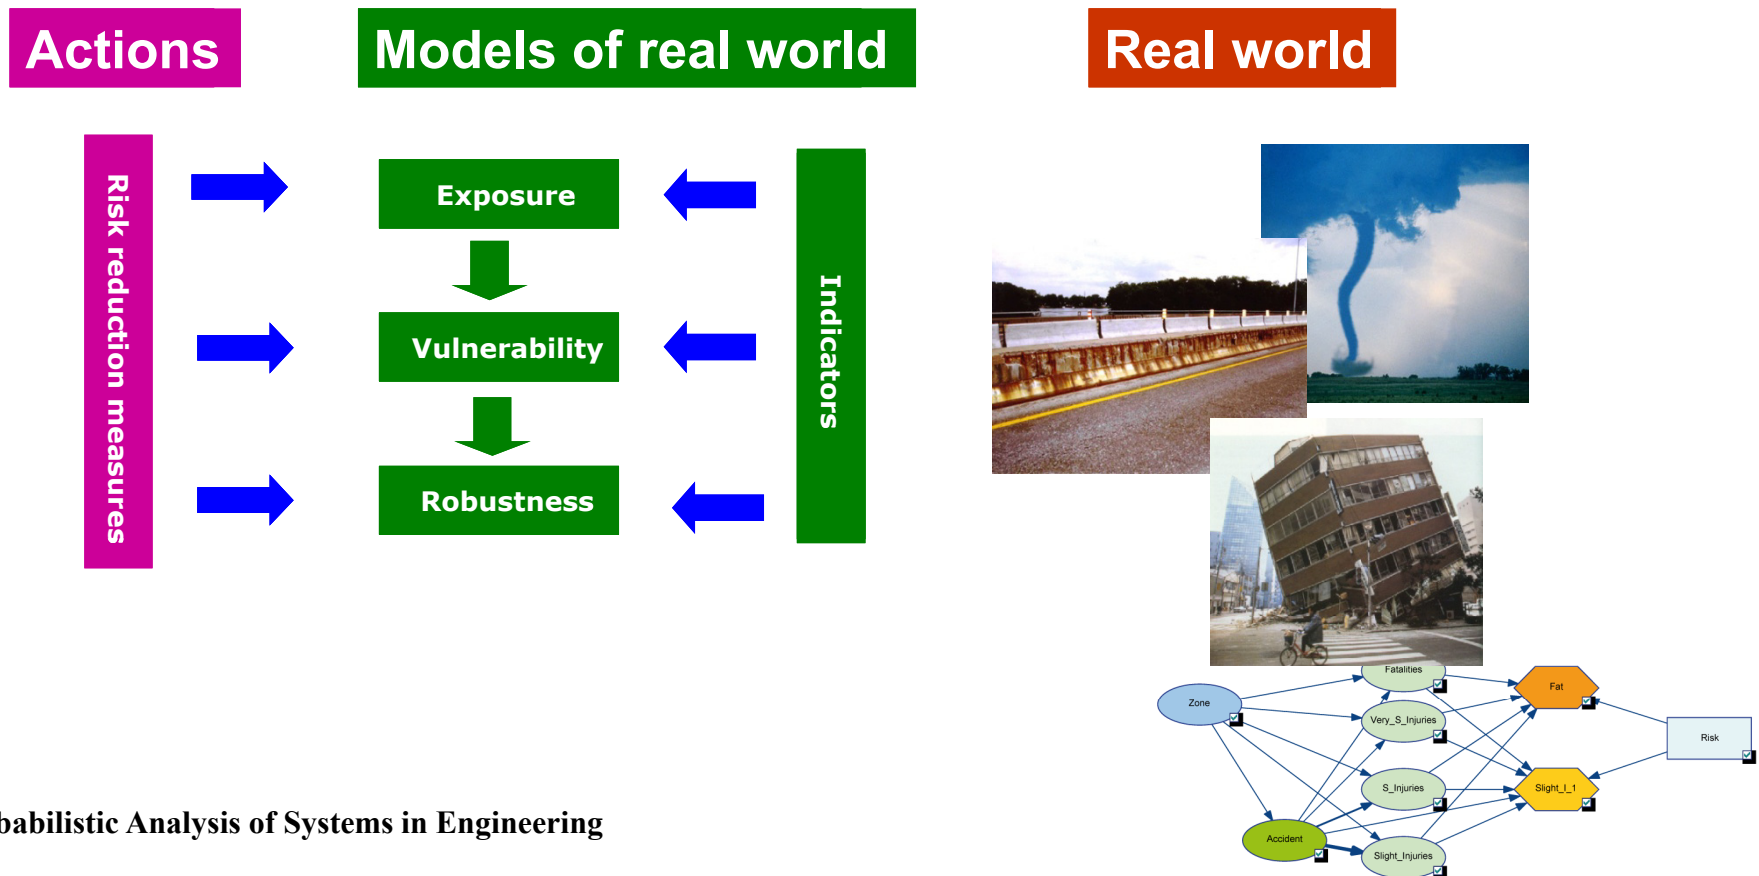 Actions
Models of real world
Real world
Risk reduction measures
Exposure
Vulnerability
Robustness
Indicators
Fatalities
Zone
Very_S_Injuries
S_Injuries
Accident
Slight_Injuries
Fat
Slight_I_1
Risk
babilistic Analysis of Systems in Engineering